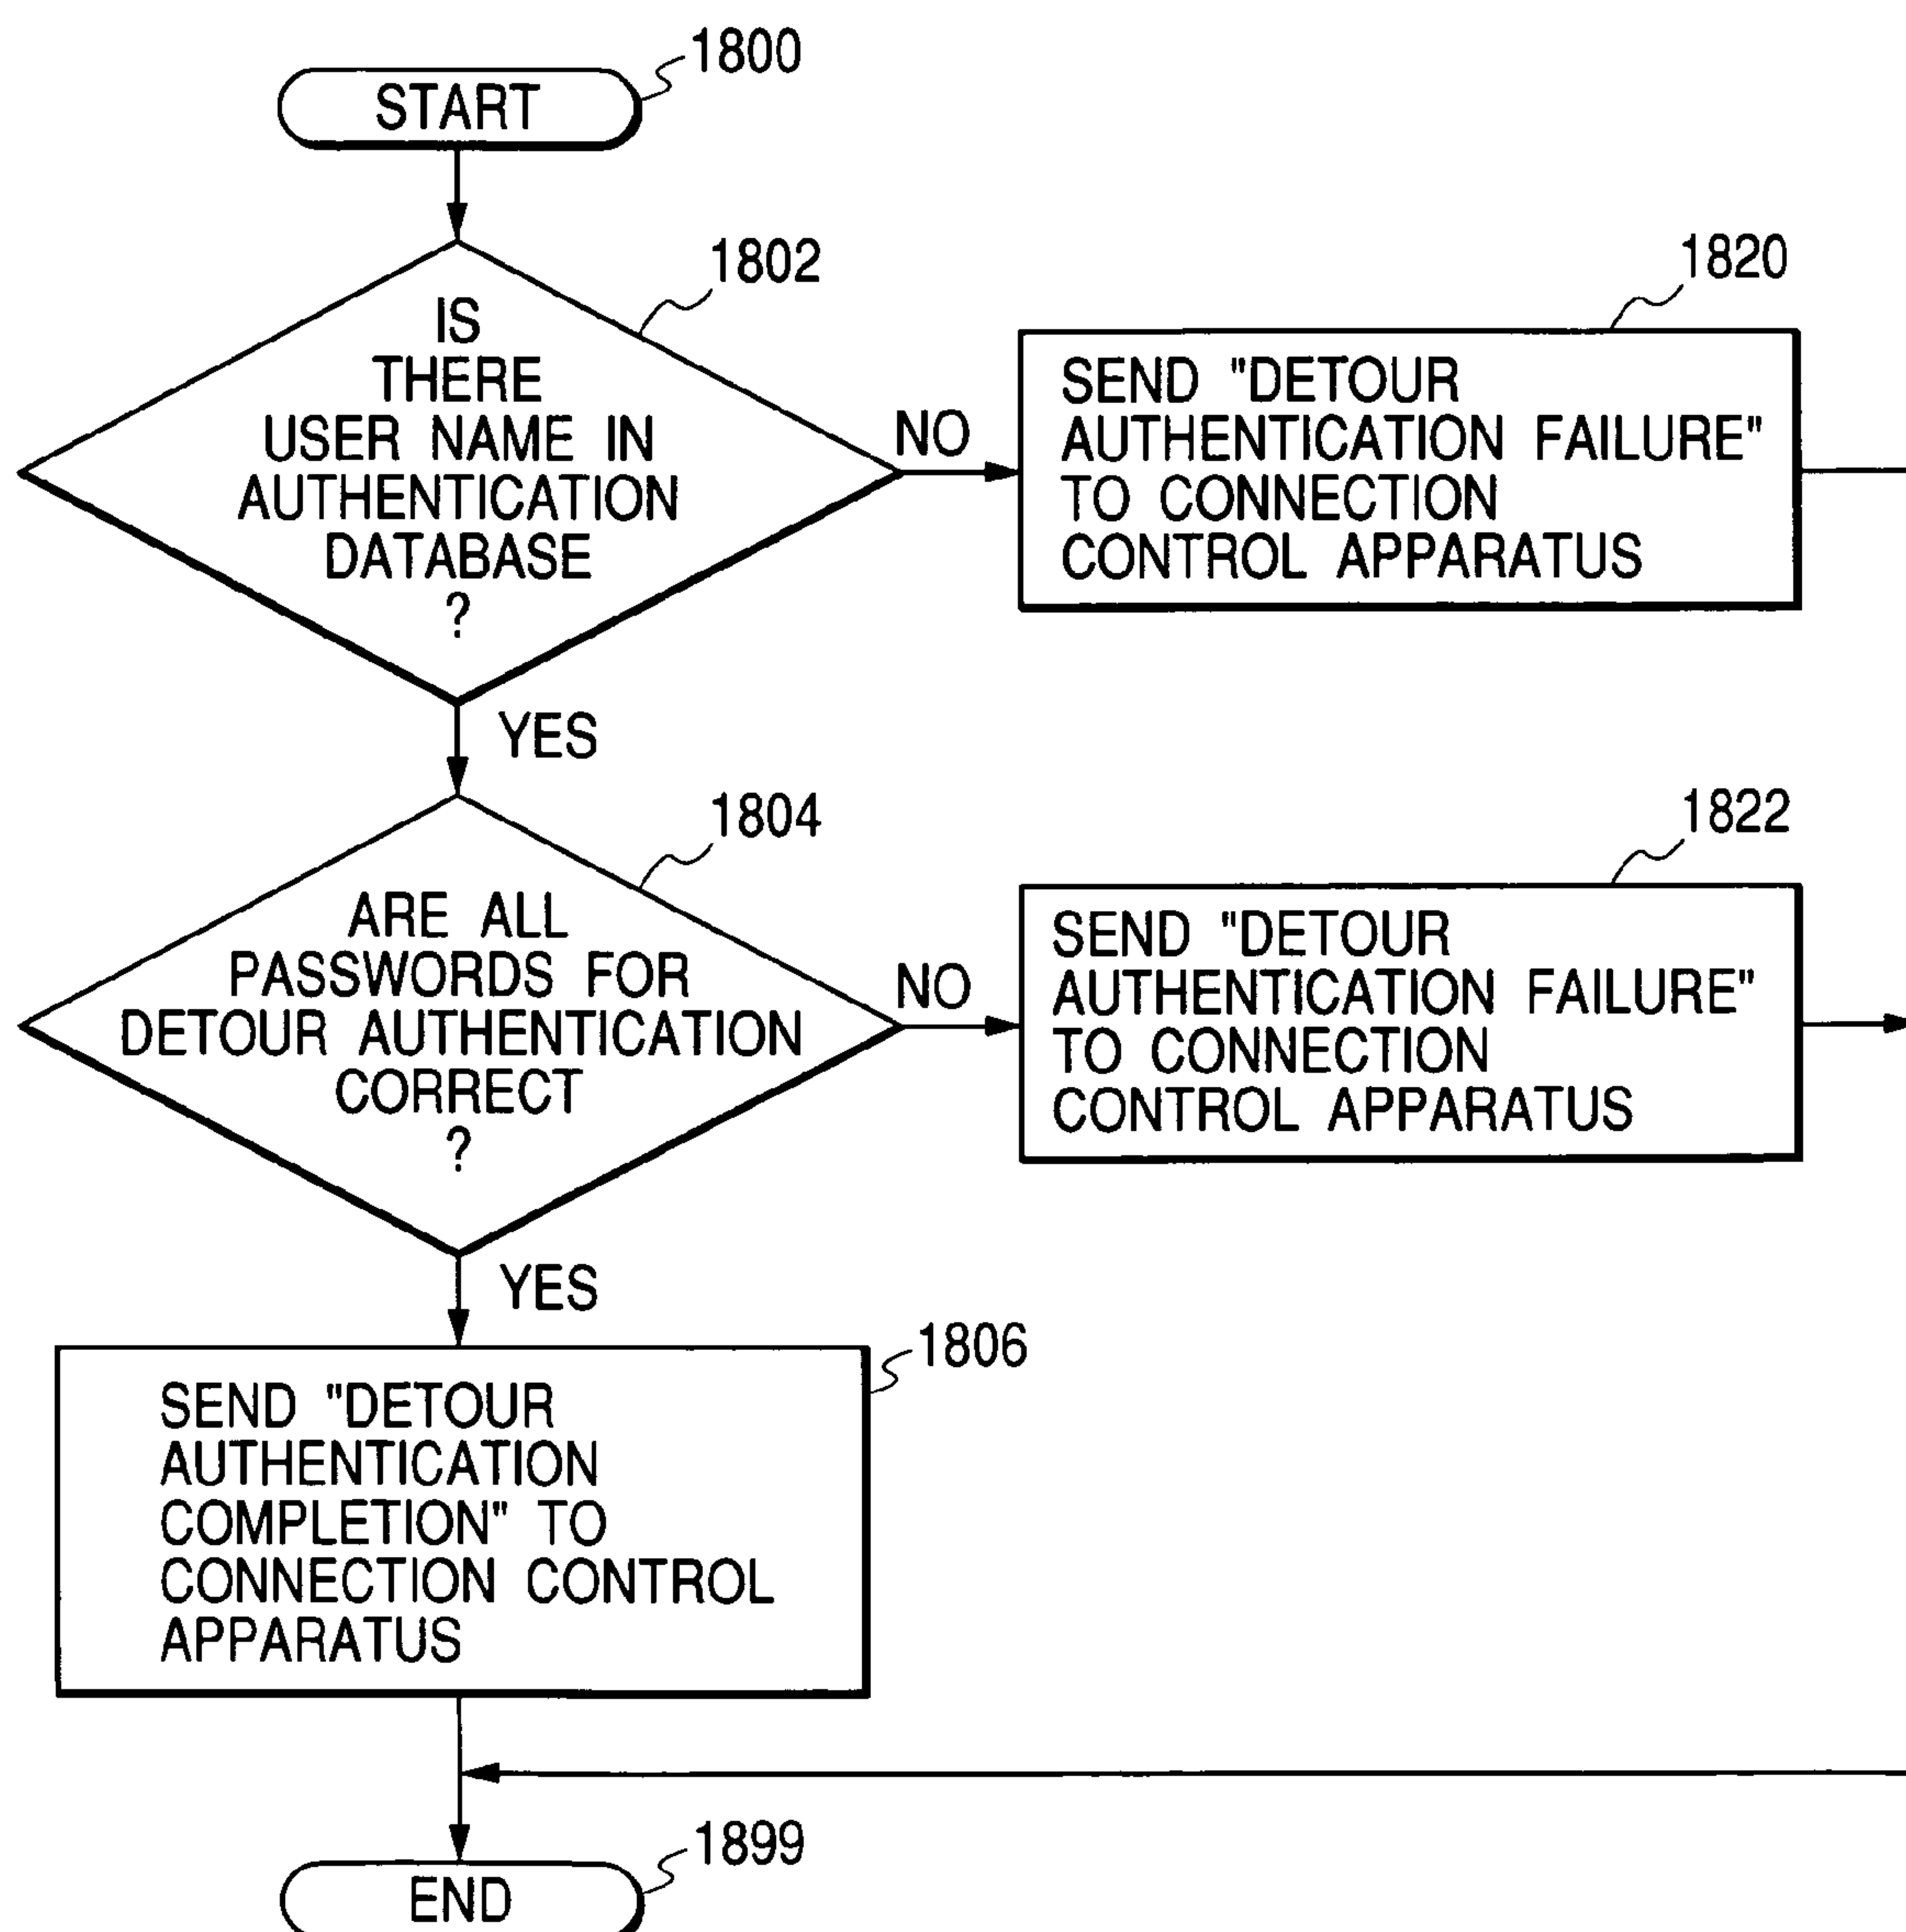 1800
START
1802
IS
THERE
USER NAME IN
AUTHENTICATION
DATABASE
?
NO
1820
SEND "DETOUR
AUTHENTICATION FAILURE"
TO CONNECTION
CONTROL APPARATUS
YES
1804
ARE ALL
PASSWORDS FOR
DETOUR AUTHENTICATION
CORRECT
?
NO
1822
SEND "DETOUR
AUTHENTICATION FAILURE"
TO CONNECTION
CONTROL APPARATUS
YES
1806
SEND "DETOUR
AUTHENTICATION
COMPLETION" TO
CONNECTION CONTROL
APPARATUS
1899
END